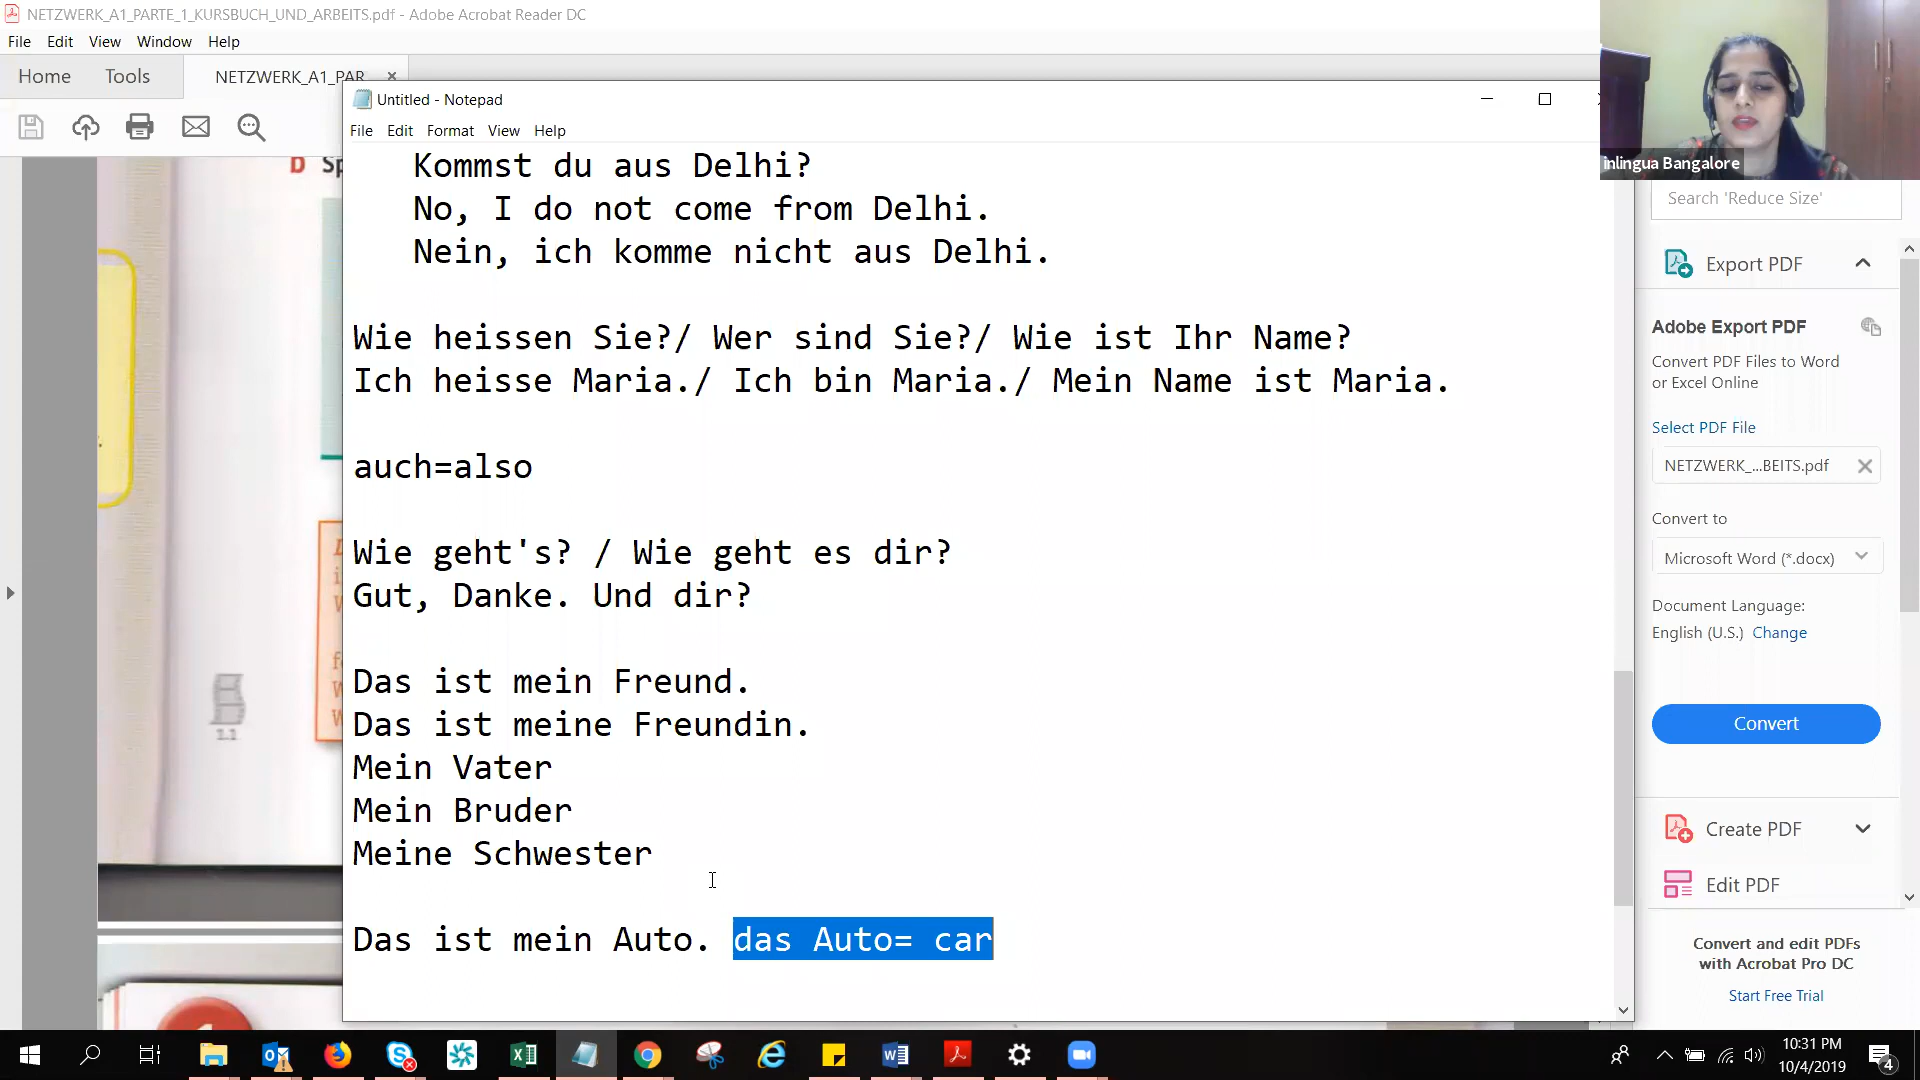 NETZWERK_A1_PARTE_1_KURSBUCH_UND_ARBEITS.pdf - Adobe Acrobat Reader DC
File Edit View Window Help
Home Tools NETZWERK_A1_PAR
Untitled - Notepad
File Edit Format View Help
inlingua Bangalore
b Sp
Kommst du aus Delhi?
No, I do not come from Delhi.
Nein, ich komme nicht aus Delhi.
Wie heissen Sie?/ Wer sind Sie?/ Wie ist Ihr Name?
Ich heisse Maria./ Ich bin Maria./ Mein Name ist Maria.
auch=also
Wie geht's? / Wie geht es dir?
Gut, Danke. Und dir?
Das ist mein Freund.
Das ist meine Freundin.
Mein Vater
Mein Bruder
Meine Schwester
Das ist mein Auto. das Auto= car
1.1
Search 'Reduce Size'
Export PDF
Adobe Export PDF
Convert PDF Files to Word
or Excel Online
Select PDF File
NETZWERK_...BEITS.pdf
Convert to
Microsoft Word (*.docx)
Document Language:
English (U.S.) Change
Convert
Create PDF
Edit PDF
Convert and edit PDFs
with Acrobat Pro DC
Start Free Trial
10:31 PM
10/4/2019
4